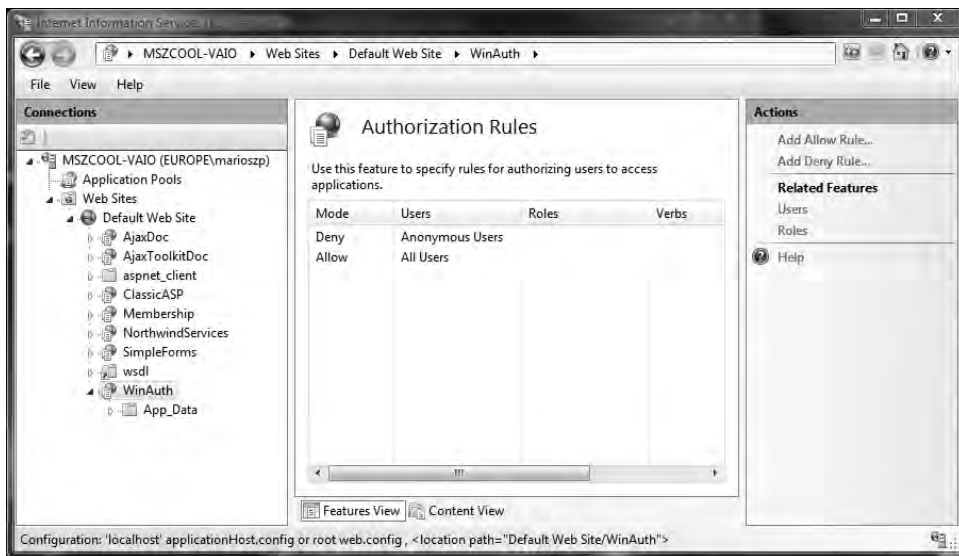 Internet Information Serv
MSZCOOL-VAIO Web Sites Default Web Site WinAuth
File View Help
Connections
MSZCOOL-VAIO (EUROPE\marioszp)
Application Pools
Web Sites
Default Web Site
AjaxDoc
AjaxToolkitDoc
aspnet_client
ClassicASP
Membership
NorthwindServices
SimpleForms
wsdl
WinAuth
App_Data
Authorization Rules
Use this feature to specify rules for authorizing users to access
applications.
Mode Users Roles Verbs
Deny Anonymous Users
Allow All Users
Features View Content View
Actions
Add Allow Rule...
Add Deny Rule...
Related Features
Users
Roles
Help
Configuration: 'localhost' applicationHost.config or root web.config , <location path="Default Web Site/WinAuth">